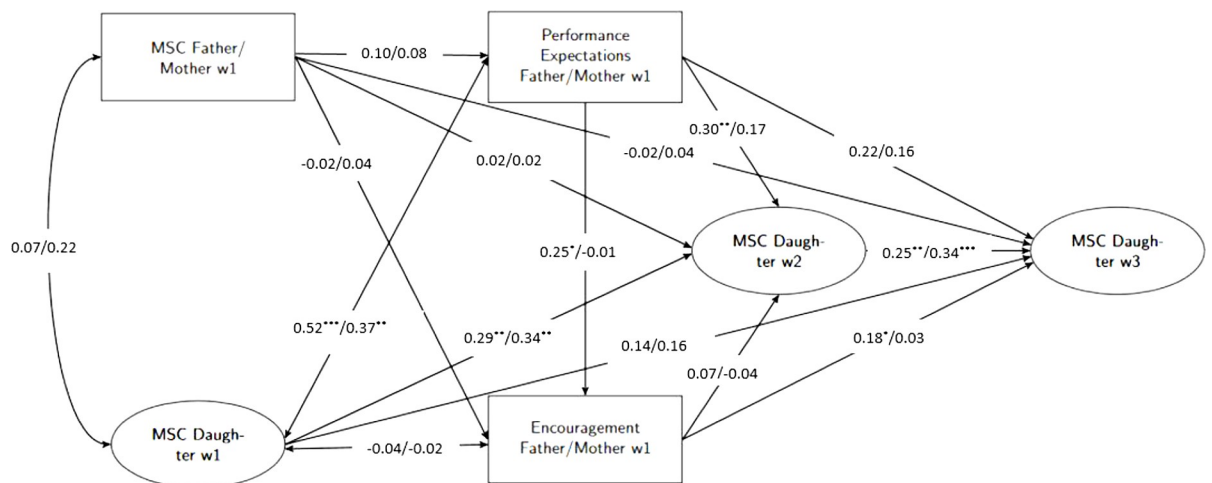 MSC Father/
Mother w1
0.10/0.08
Performance
Expectations
Father/Mother w1
0.30**/0.17
-0.02/0.04
0.02/0.02
-0.02/0.04
0.22/0.16
0.07/0.22
0.25*/-0.01
MSC Daugh-
ter w2
0.25**/0.34***
MSC Daugh-
ter w3
0.52***/0.37**
0.29**/0.34**
0.14/0.16
0.18*/0.03
0.07/-0.04
MSC Daugh-
ter w1
-0.04/-0.02
Encouragement
Father/Mother w1